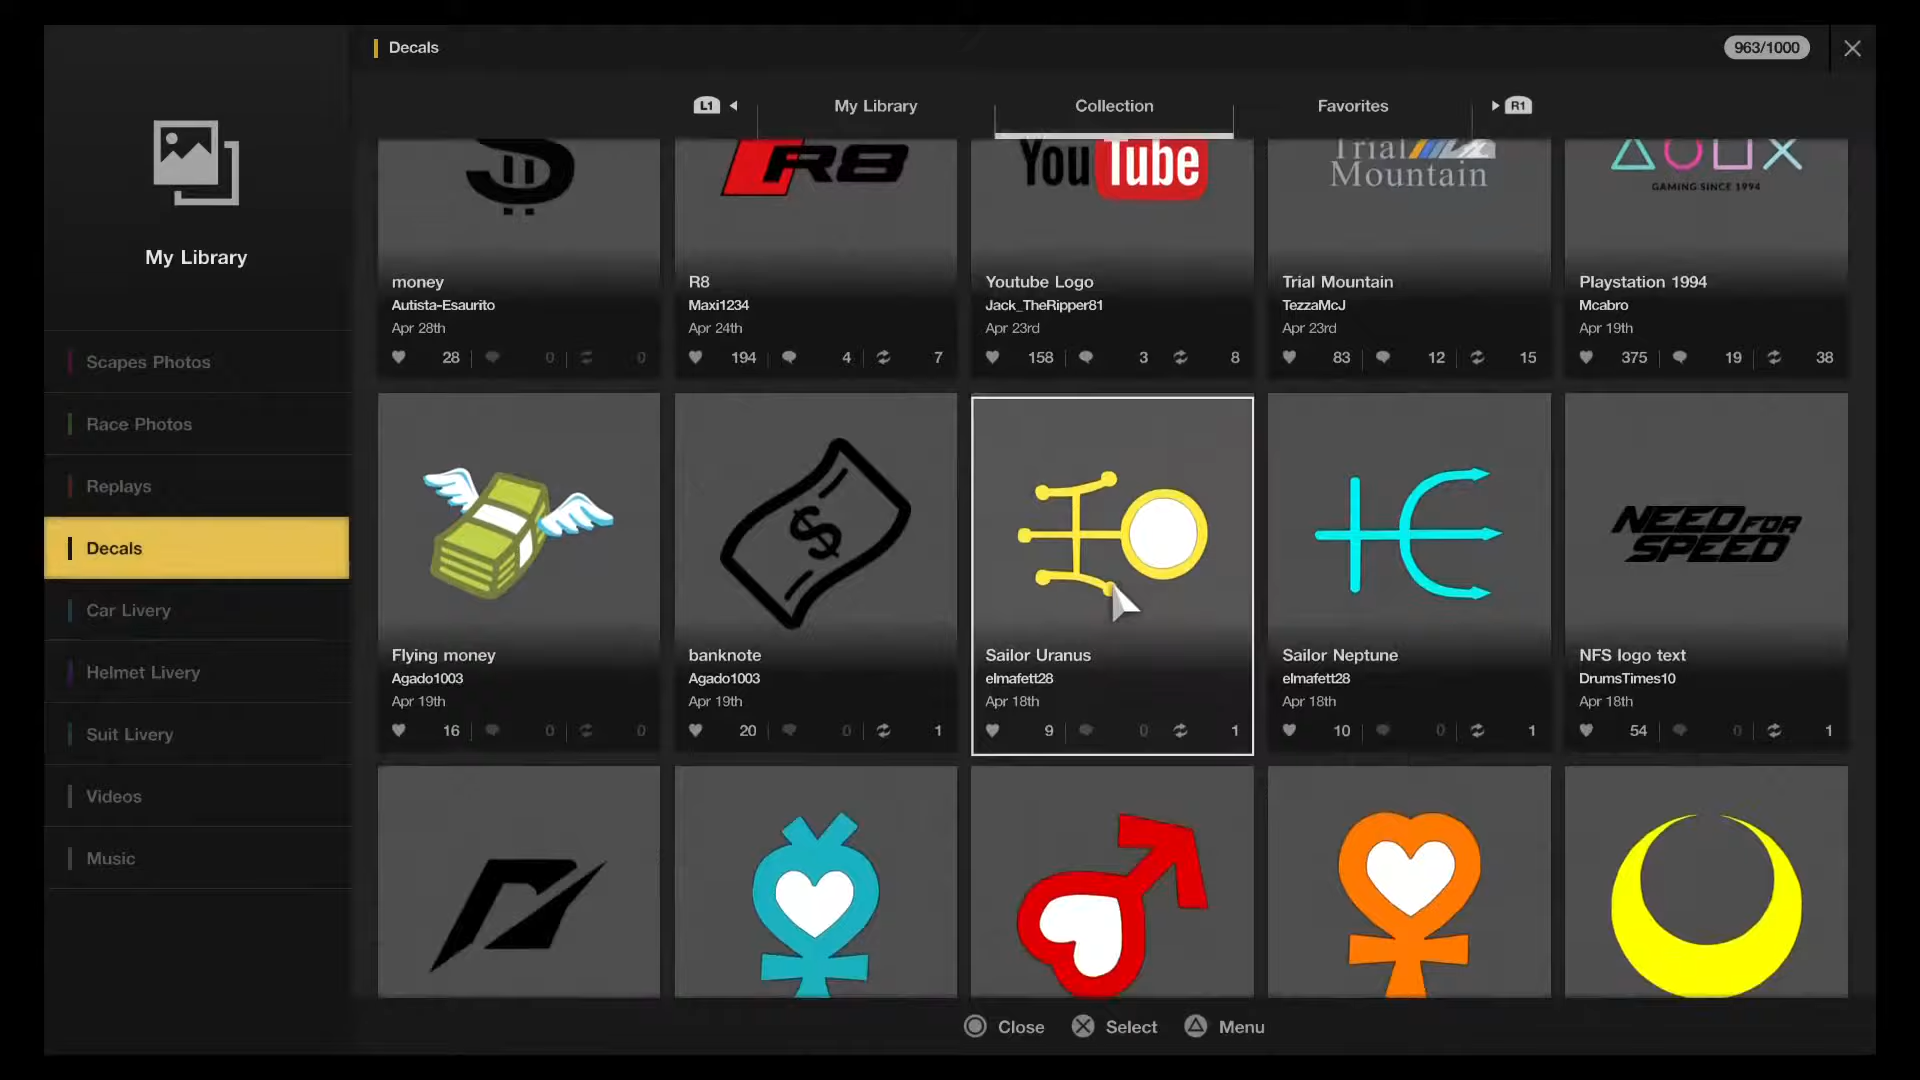 Decals
963/1000
L1
My Library
Collection
Favorites
R1
My Library
Scapes Photos
Race Photos
Replays
Decals
Car Livery
Helmet Livery
Suit Livery
Videos
Music
R8
YouTube
Trial
Mountain
GAMING SINCE 1994
money
Autista-Esaurito
Apr 28th
28 0 0
R8
Maxi1234
Apr 24th
194 4 7
Youtube Logo
Jack_TheRipper81
Apr 23rd
158 3 8
Trial Mountain
TezzaMcJ
Apr 23rd
83 12 15
Playstation 1994
Mcabro
Apr 19th
375 19 38
$
NEED FOR
SPEED
Flying money
Agado1003
Apr 19th
16 0 0
banknote
Agado1003
Apr 19th
20 0 1
Sailor Uranus
elmafett28
Apr 18th
9 0 1
Sailor Neptune
elmafett28
Apr 18th
10 0 1
NFS logo text
DrumsTimes10
Apr 18th
54 0 1
Close Select Menu